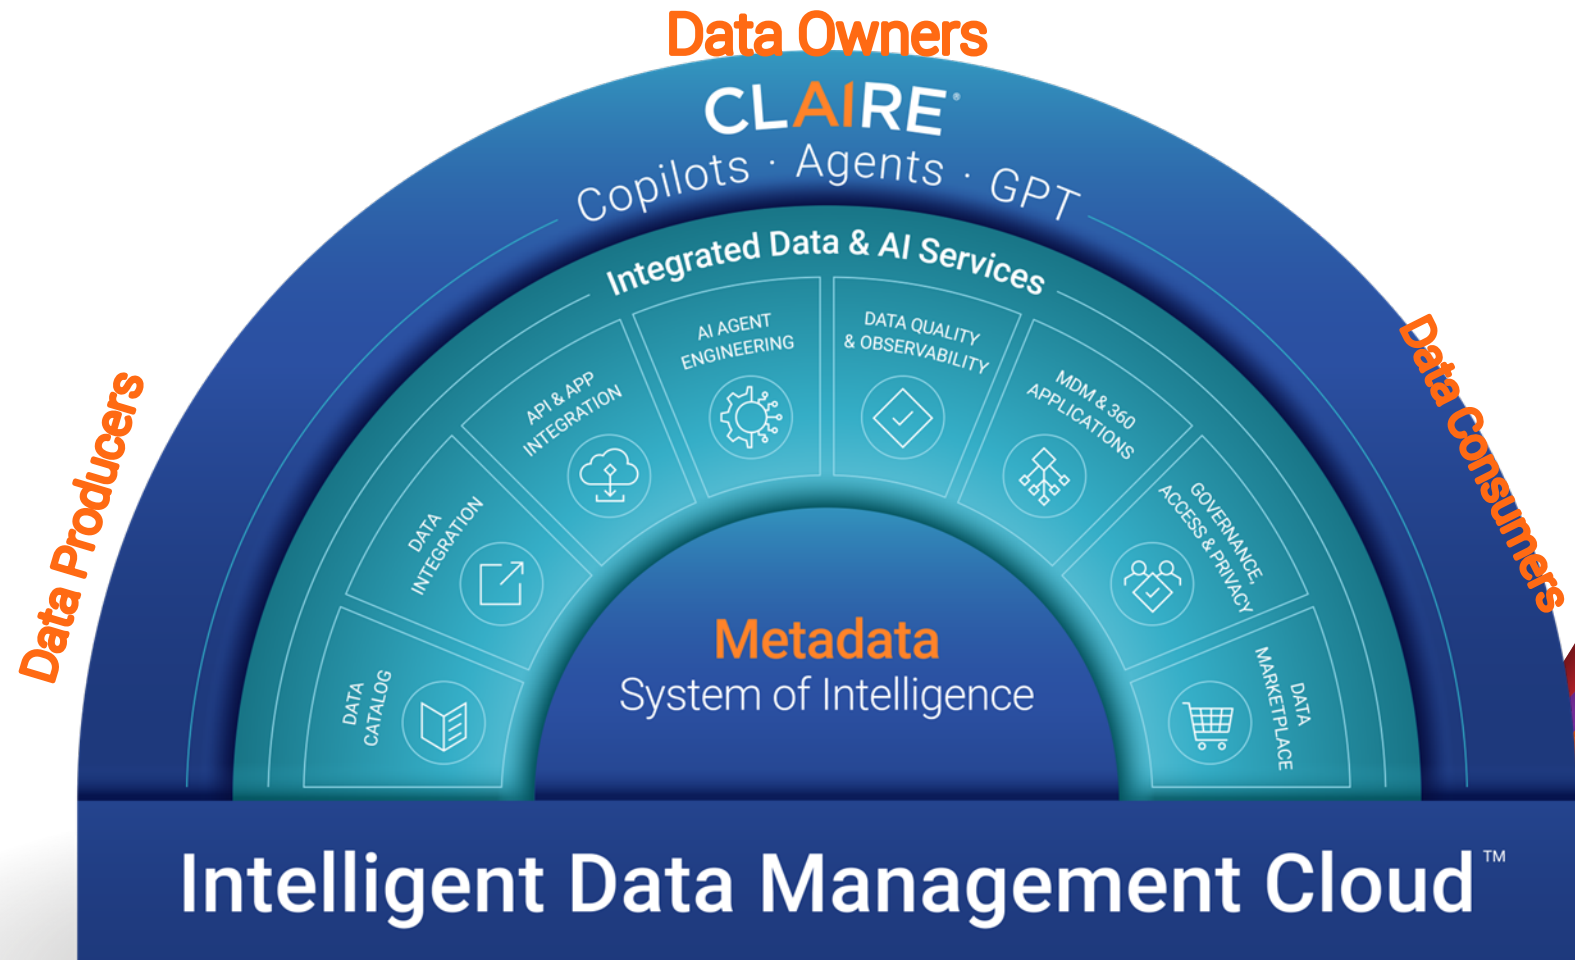 Data Owners
CLAIRE®
Copilots · Agents · GPT
Integrated Data & AI Services
Data Producers
Data Consumers
DATA
CATALOG
DATA
INTEGRATION
API & APP
INTEGRATION
AI AGENT
ENGINEERING
DATA QUALITY
& OBSERVABILITY
MDM & 360
APPLICATIONS
GOVERNANCE,
ACCESS & PRIVACY
DATA
MARKETPLACE
Metadata
System of Intelligence
Intelligent Data Management Cloud™